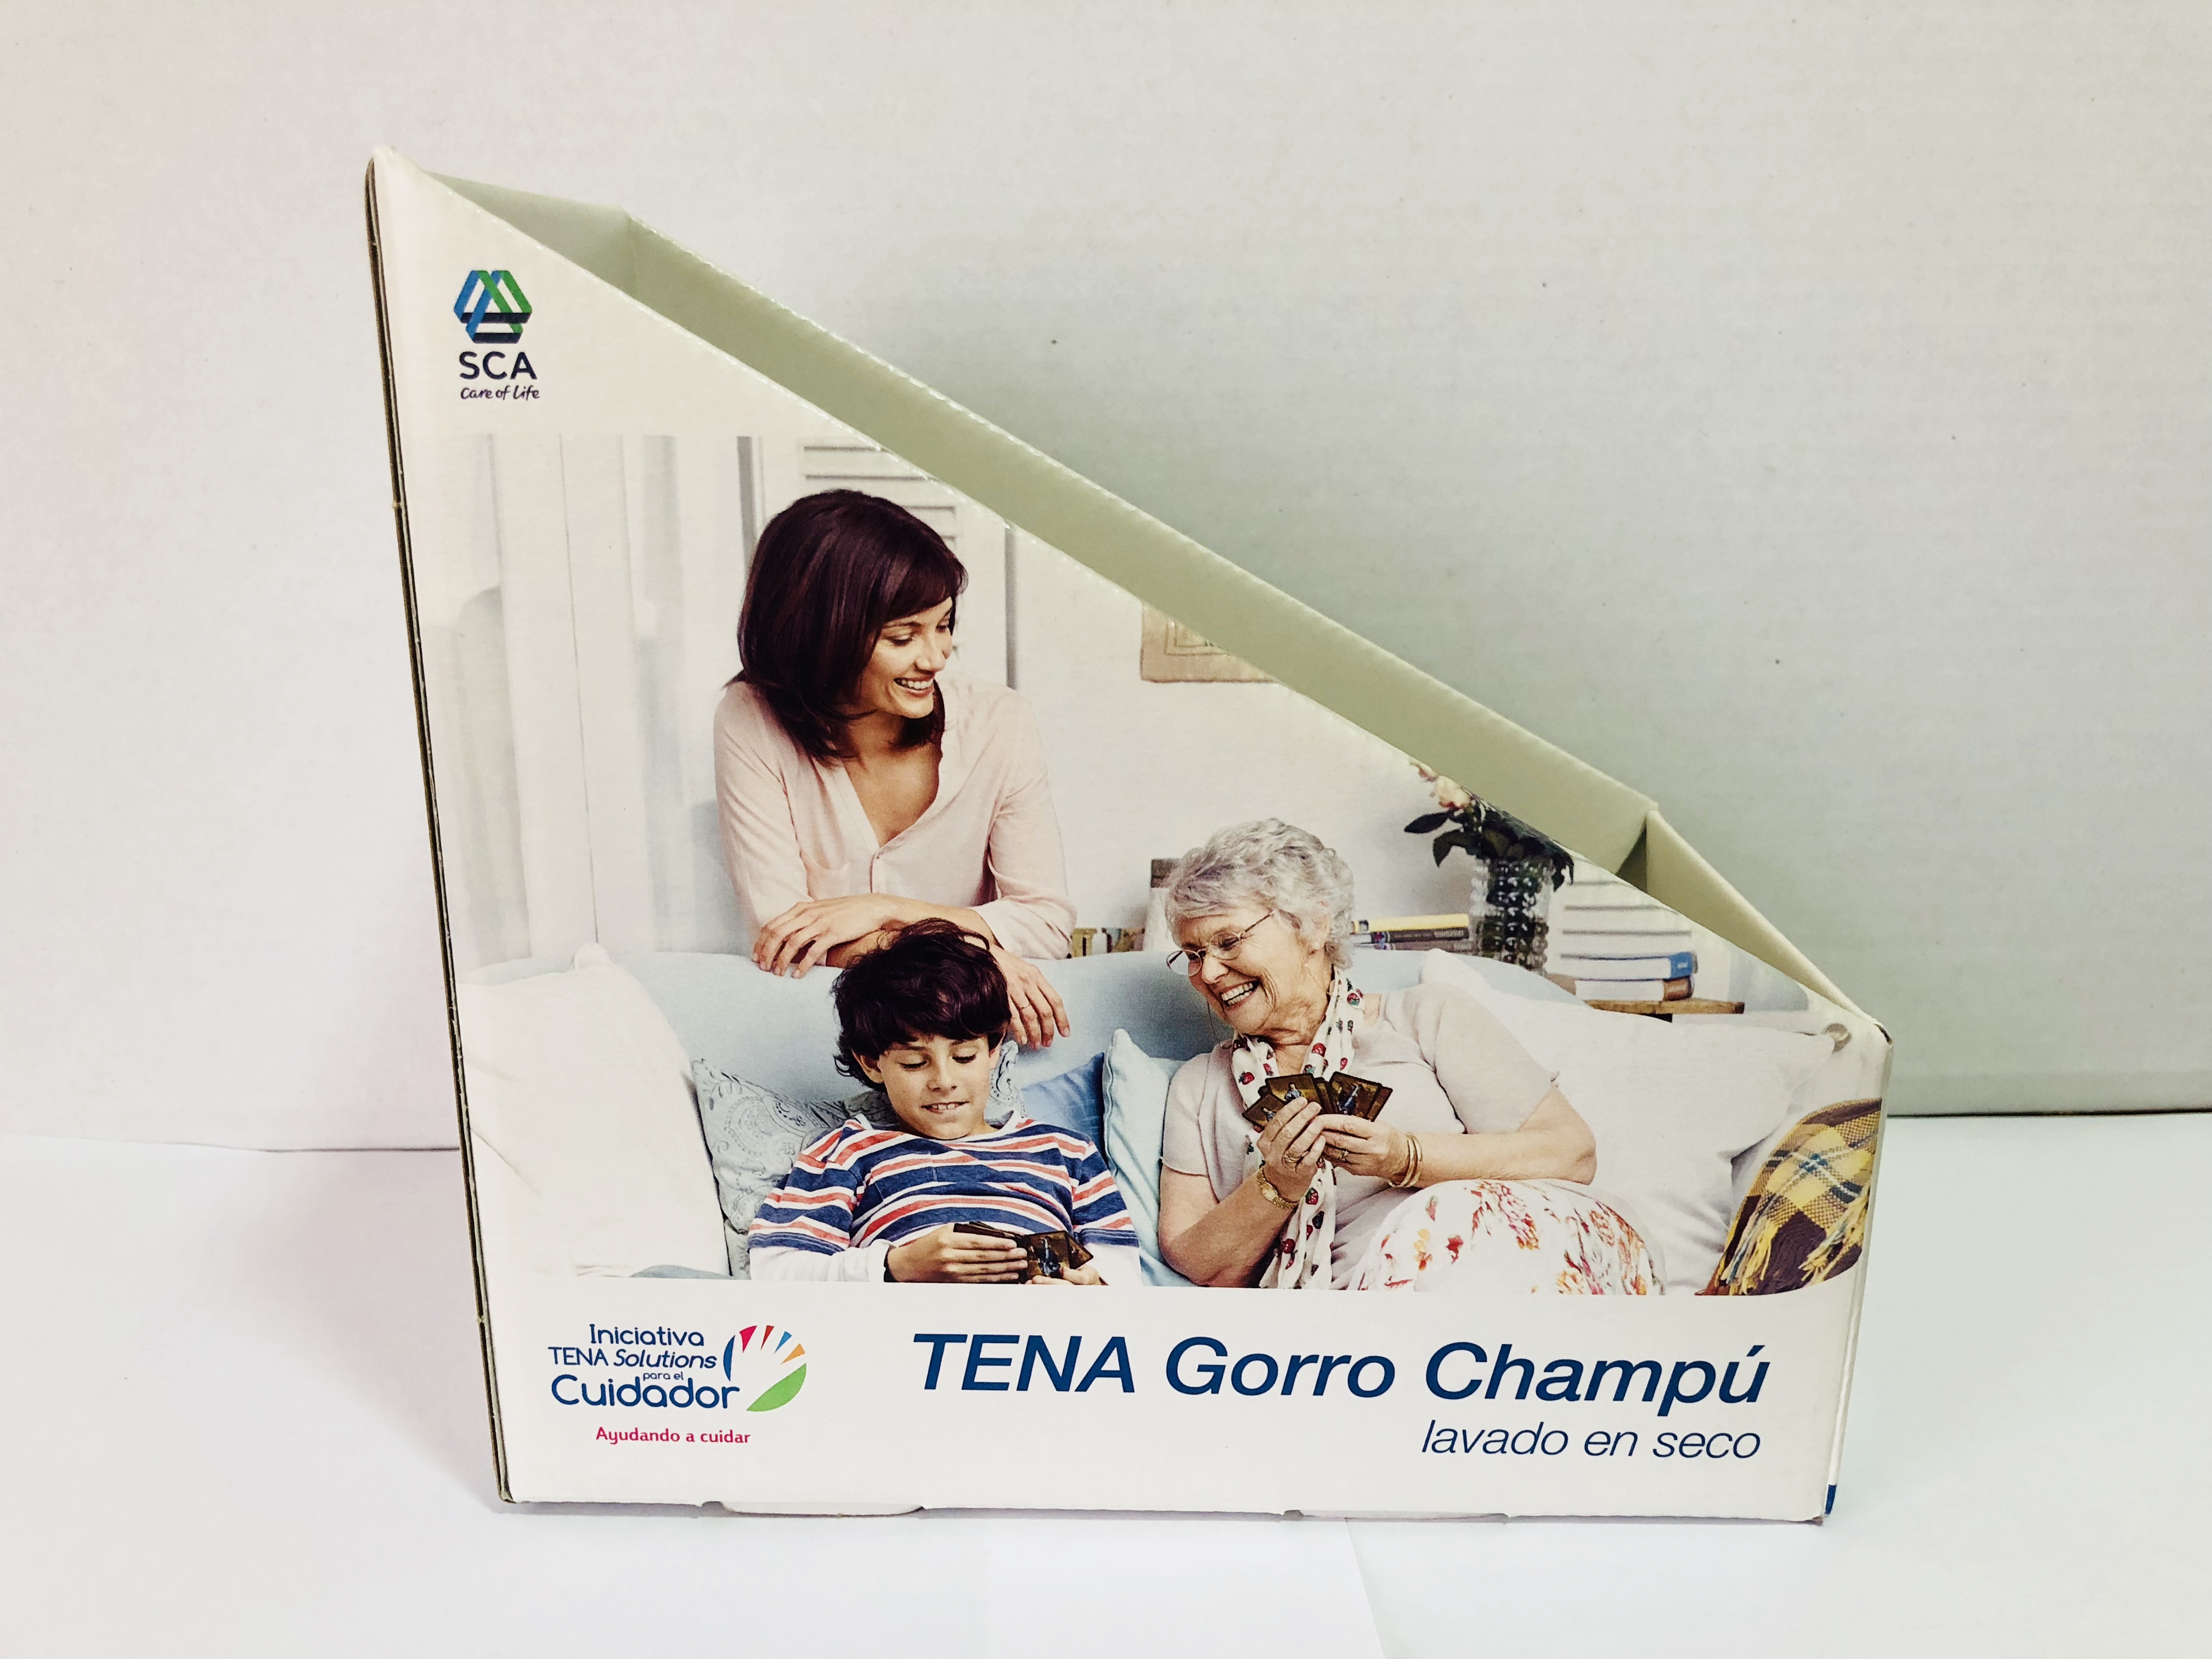 SCA
Care of Life
Iniciativa
TENA Solutions
para el
Cuidador
Ayudando a cuidar
TENA Gorro Champú
lavado en seco